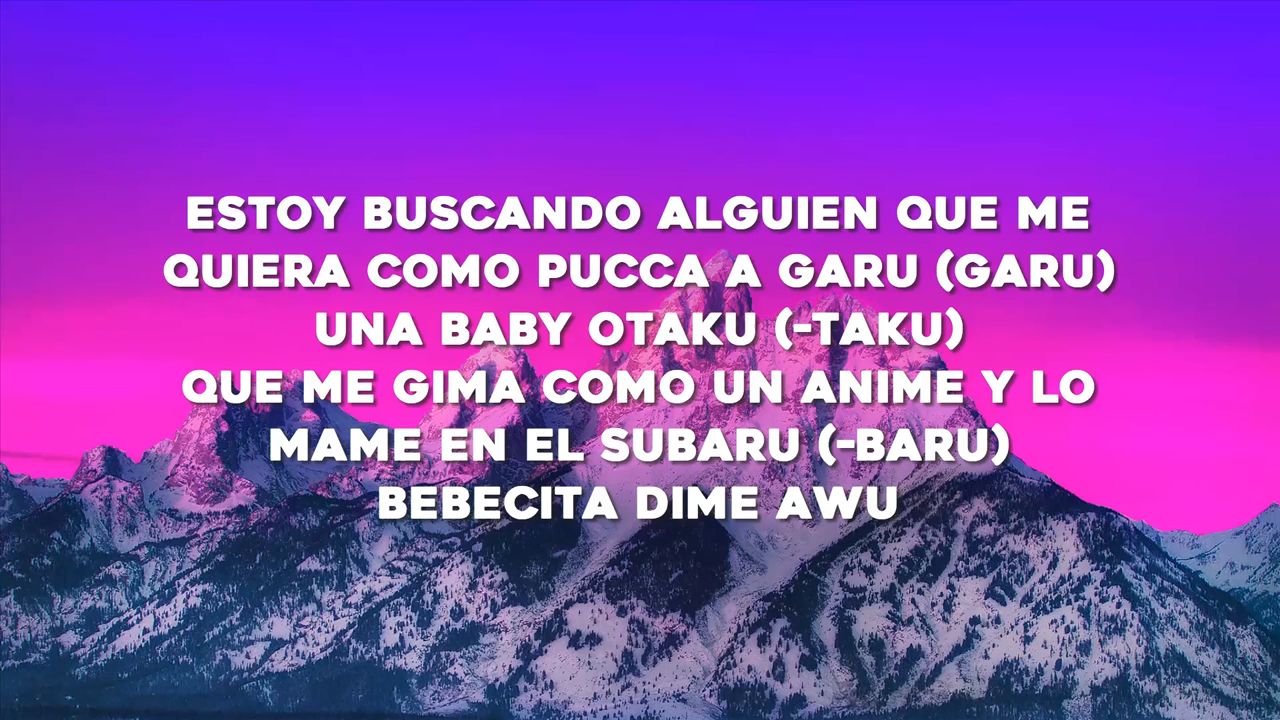 ESTOY BUSCANDO ALGUIEN QUE ME
QUIERA COMO PUCCA A GARU (GARU)
UNA BABY OTAKU (-TAKU)
QUE ME GIMA COMO UN ANIME Y LO
MAME EN EL SUBARU (-BARU)
BEBECITA DIME AWU